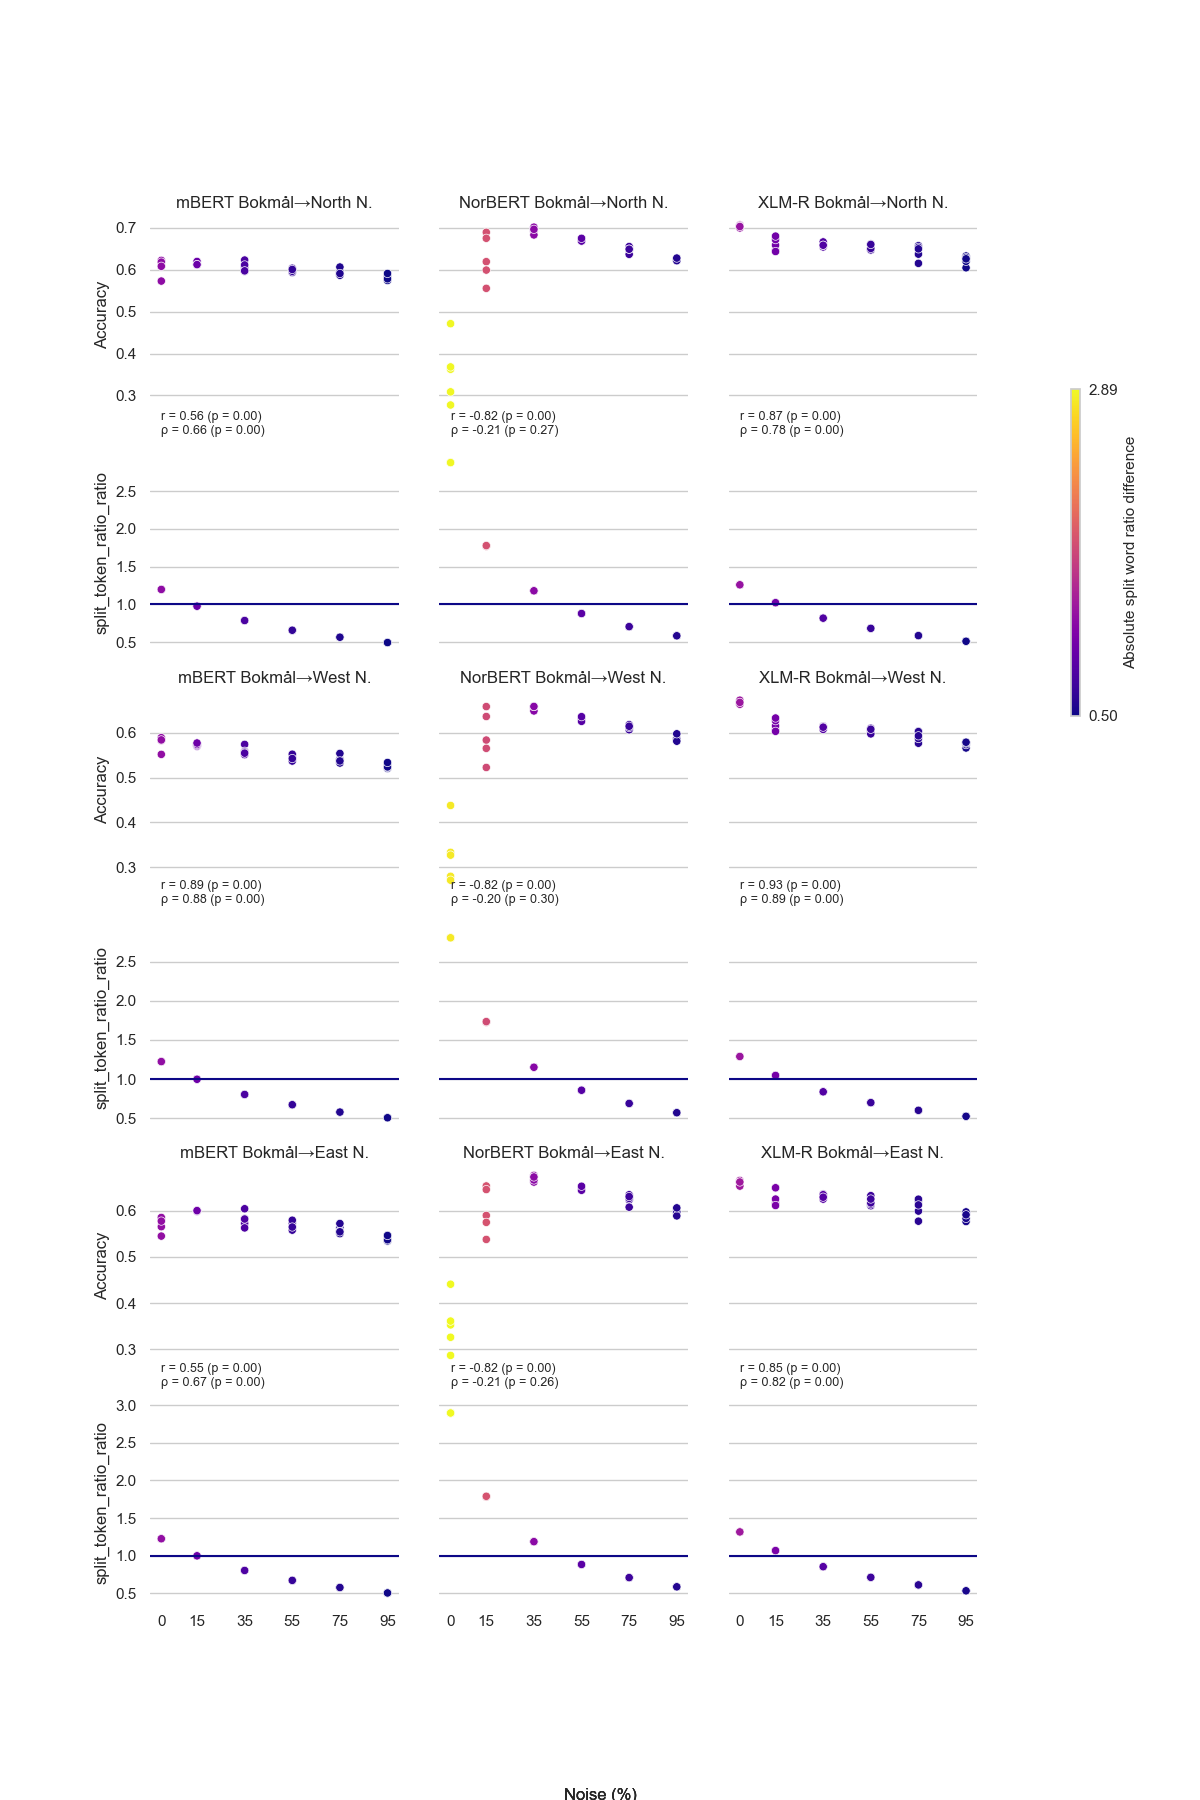 mBERT Bokmål→North N.
NorBERT Bokmål→North N.
XLM-R Bokmål→North N.
Accuracy
0.7
0.6
0.5
0.4
0.3
r = 0.56 (p = 0.00)
ρ = 0.66 (p = 0.00)
r = -0.82 (p = 0.00)
ρ = -0.21 (p = 0.27)
r = 0.87 (p = 0.00)
ρ = 0.78 (p = 0.00)
split_token_ratio_ratio
2.5
2.0
1.5
1.0
0.5
2.89
Absolute split word ratio difference
0.50
mBERT Bokmål→West N.
NorBERT Bokmål→West N.
XLM-R Bokmål→West N.
Accuracy
0.6
0.5
0.4
0.3
r = 0.89 (p = 0.00)
ρ = 0.88 (p = 0.00)
r = -0.82 (p = 0.00)
ρ = -0.20 (p = 0.30)
r = 0.93 (p = 0.00)
ρ = 0.89 (p = 0.00)
split_token_ratio_ratio
2.5
2.0
1.5
1.0
0.5
mBERT Bokmål→East N.
NorBERT Bokmål→East N.
XLM-R Bokmål→East N.
Accuracy
0.6
0.5
0.4
0.3
r = 0.55 (p = 0.00)
ρ = 0.67 (p = 0.00)
r = -0.82 (p = 0.00)
ρ = -0.21 (p = 0.26)
r = 0.85 (p = 0.00)
ρ = 0.82 (p = 0.00)
split_token_ratio_ratio
3.0
2.5
2.0
1.5
1.0
0.5
0 15 35 55 75 95
0 15 35 55 75 95
0 15 35 55 75 95
Noise (%)